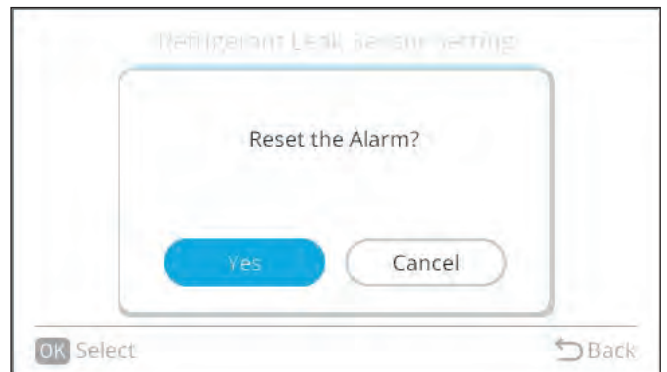 Refrigerant Leak Sensor Setting
Reset the Alarm?
Yes Cancel
OK Select Back